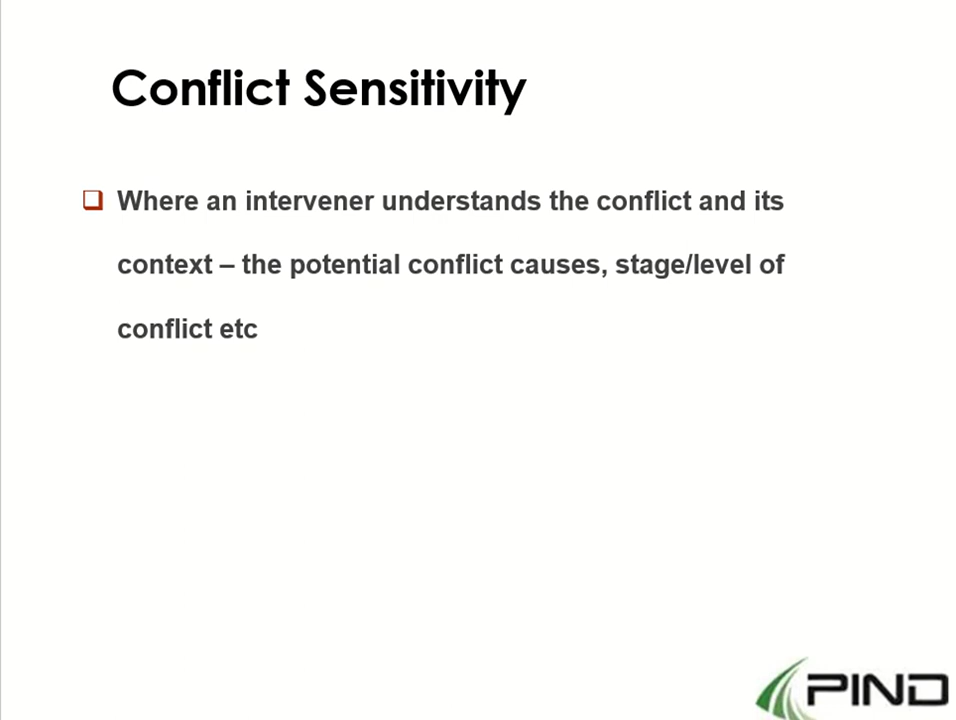 Conflict Sensitivity
Where an intervener understands the conflict and its
context – the potential conflict causes, stage/level of
conflict etc
PIND